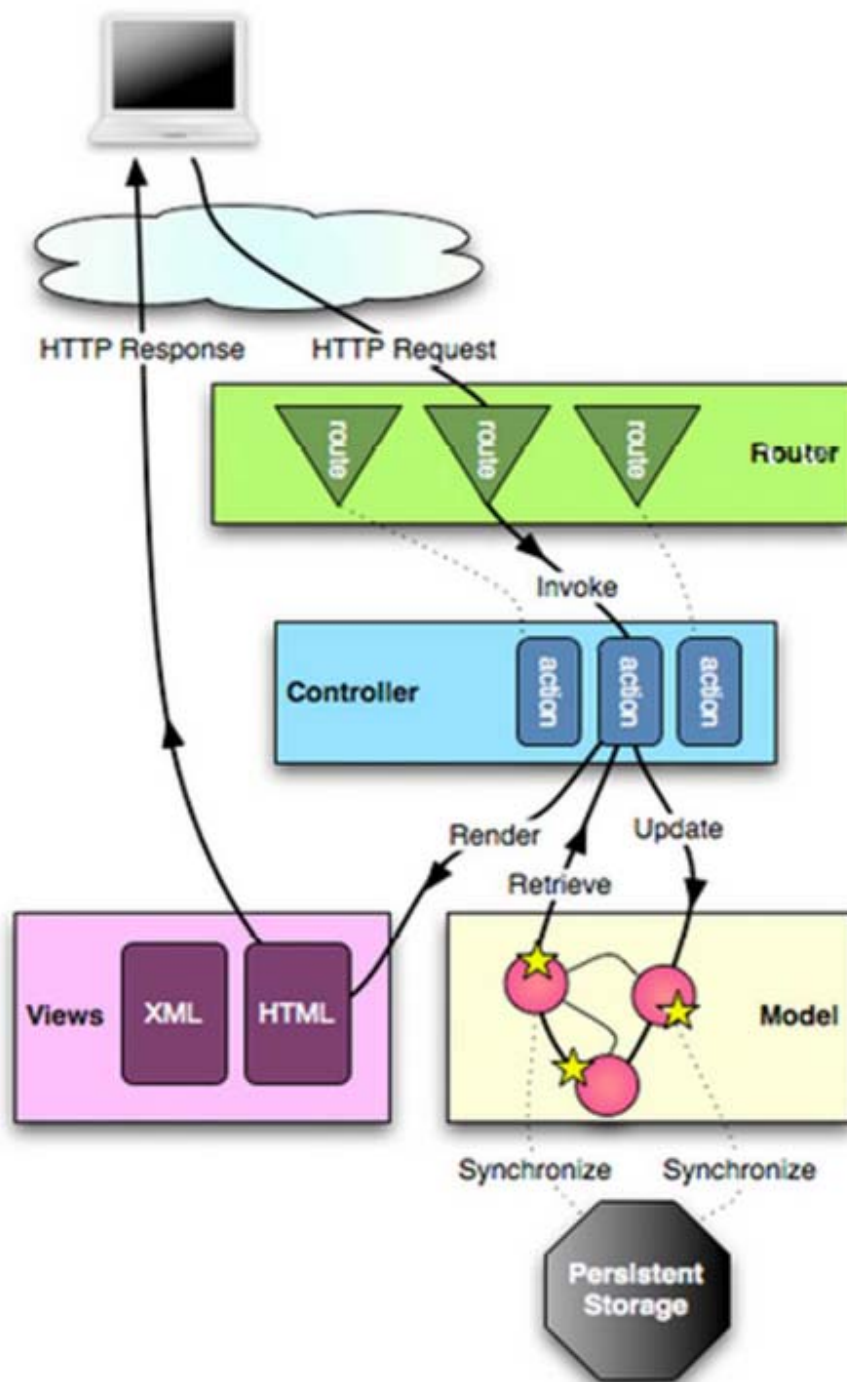 HTTP Response
HTTP Request
route
route
route
Router
Invoke
Controller
action
action
action
Render
Update
Retrieve
Views
XML
HTML
Model
Synchronize
Synchronize
Persistent
Storage